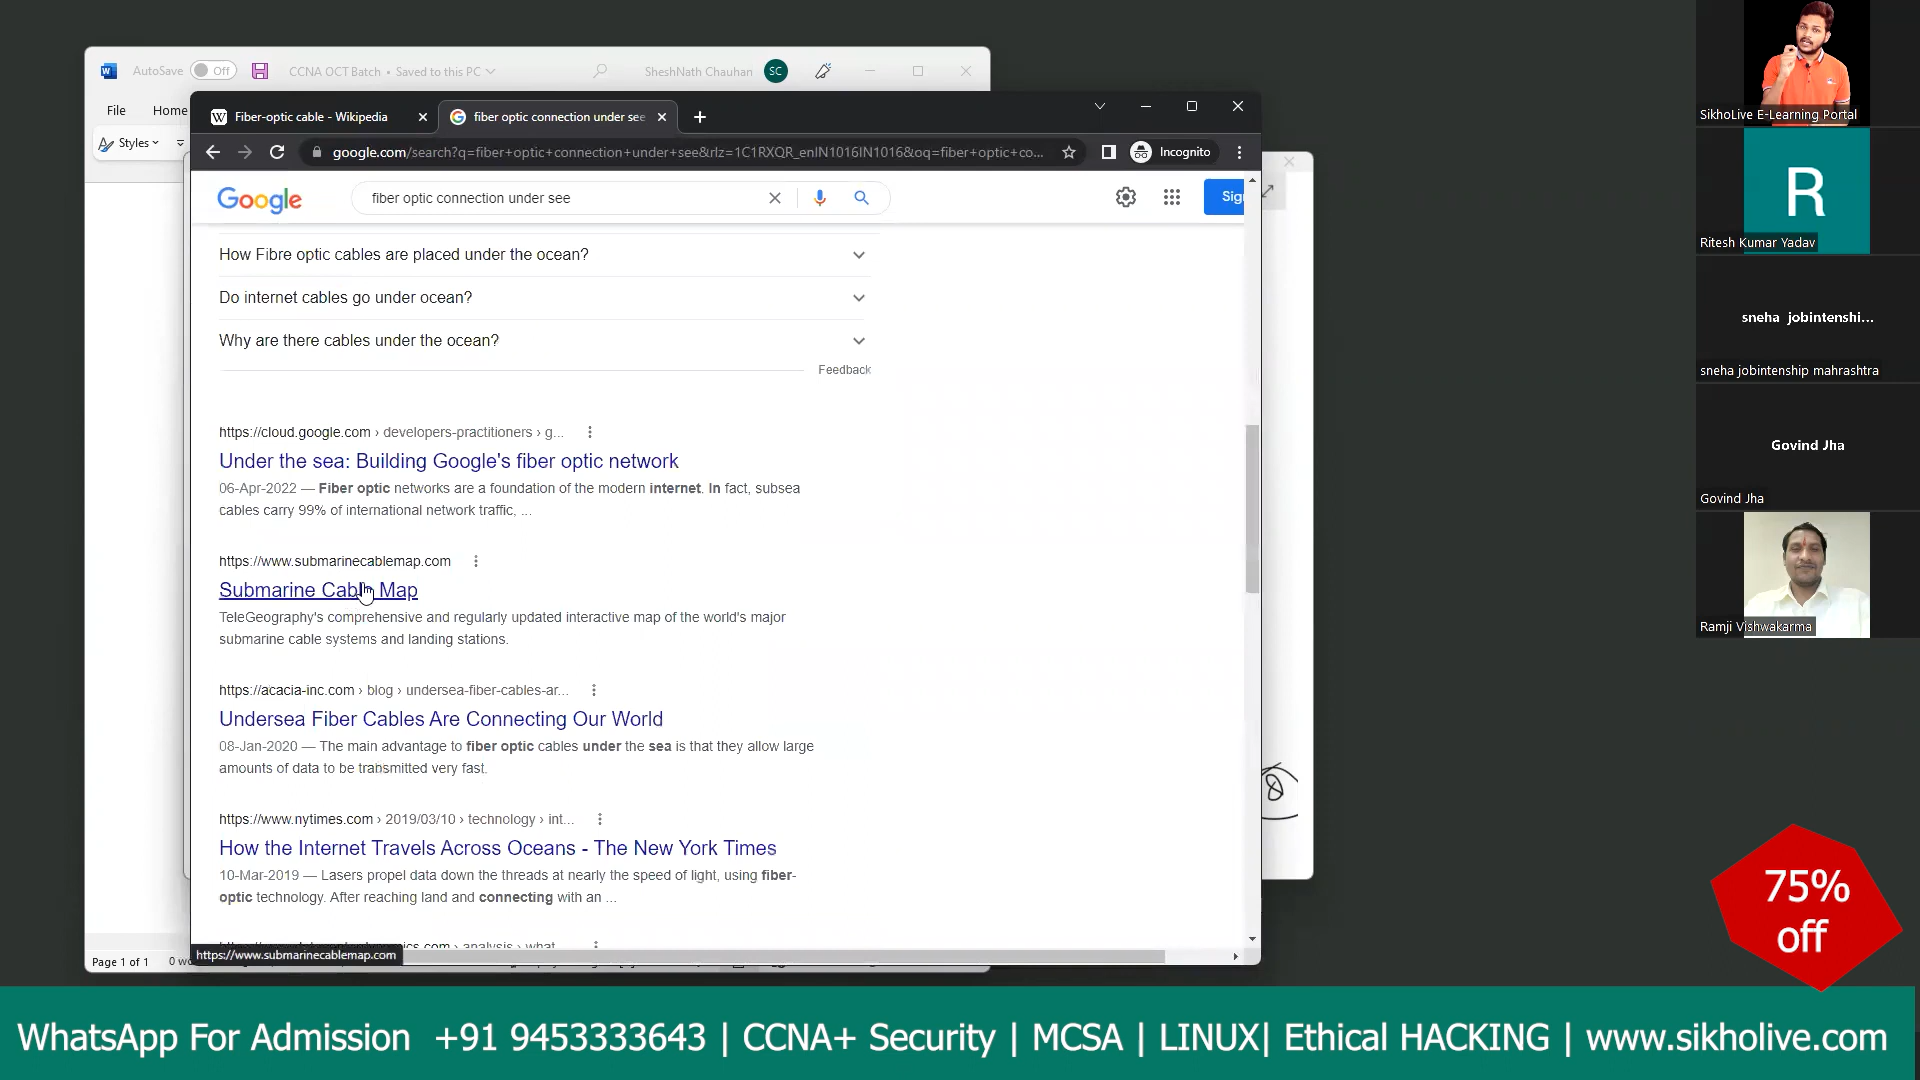 AutoSave Off CCNA OCT Batch • Saved to this PC SheshNath Chauhan SC
File Home
Styles
Fiber-optic cable - Wikipedia
fiber optic connection under see
google.com/search?q=fiber+optic+connection+under+see&rlz=1C1RXQR_enIN1016IN1016&oq=fiber+optic+co... Incognito
Google fiber optic connection under see Sig
How Fibre optic cables are placed under the ocean?
Do internet cables go under ocean?
Why are there cables under the ocean?
Feedback
https://cloud.google.com › developers-practitioners › g...
Under the sea: Building Google's fiber optic network
06-Apr-2022 — Fiber optic networks are a foundation of the modern internet. In fact, subsea
cables carry 99% of international network traffic, ...
https://www.submarinecablemap.com
Submarine Cable Map
TeleGeography's comprehensive and regularly updated interactive map of the world's major
submarine cable systems and landing stations.
https://acacia-inc.com › blog › undersea-fiber-cables-ar...
Undersea Fiber Cables Are Connecting Our World
08-Jan-2020 — The main advantage to fiber optic cables under the sea is that they allow large
amounts of data to be transmitted very fast.
https://www.nytimes.com › 2019/03/10 › technology › int...
How the Internet Travels Across Oceans - The New York Times
10-Mar-2019 — Lasers propel data down the threads at nearly the speed of light, using fiber-
optic technology. After reaching land and connecting with an ...
› analysis › what...
https://www.submarinecablemap.com
Page 1 of 1 0 wo
8
SikhoLive E-Learning Portal
R
Ritesh Kumar Yadav
sneha jobintenshi...
sneha jobintenship mahrashtra
Govind Jha
Govind Jha
Ramji Vishwakarma
75%
off
WhatsApp For Admission +91 9453333643 | CCNA+ Security | MCSA | LINUX| Ethical HACKING | www.sikholive.com